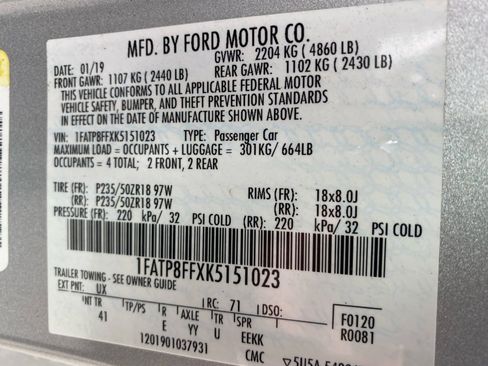 MFD. BY FORD MOTOR CO.
DATE: 01/19 GVWR: 2204 KG ( 4860 LB)
FRONT GAWR: 1107 KG ( 2440 LB) REAR GAWR: 1102 KG ( 2430 LB)
THIS VEHICLE CONFORMS TO ALL APPLICABLE FEDERAL MOTOR
VEHICLE SAFETY, BUMPER, AND THEFT PREVENTION STANDARDS
IN EFFECT ON THE DATE OF MANUFACTURE SHOWN ABOVE.
VIN: 1FATP8FFXK5151023 TYPE: Passenger Car
MAXIMUM LOAD = OCCUPANTS + LUGGAGE = 301KG/ 664LB
OCCUPANTS = 4 TOTAL; 2 FRONT, 2 REAR
TIRE (FR): P235/50ZR18 97W RIMS (FR): 18x8.0J
(RR): P235/50ZR18 97W (RR): 18x8.0J
PRESSURE (FR): 220 kPa/ 32 PSI COLD (RR): 220 kPa/ 32 PSI COLD
1FATP8FFXK5151023
TRAILER TOWING - SEE OWNER GUIDE
EXT PNT: UX RC: 71 F0120
INT TR TP/PS R AXLE TR SPR R0081
41 E YY U EEKK
1201901037931 CMC